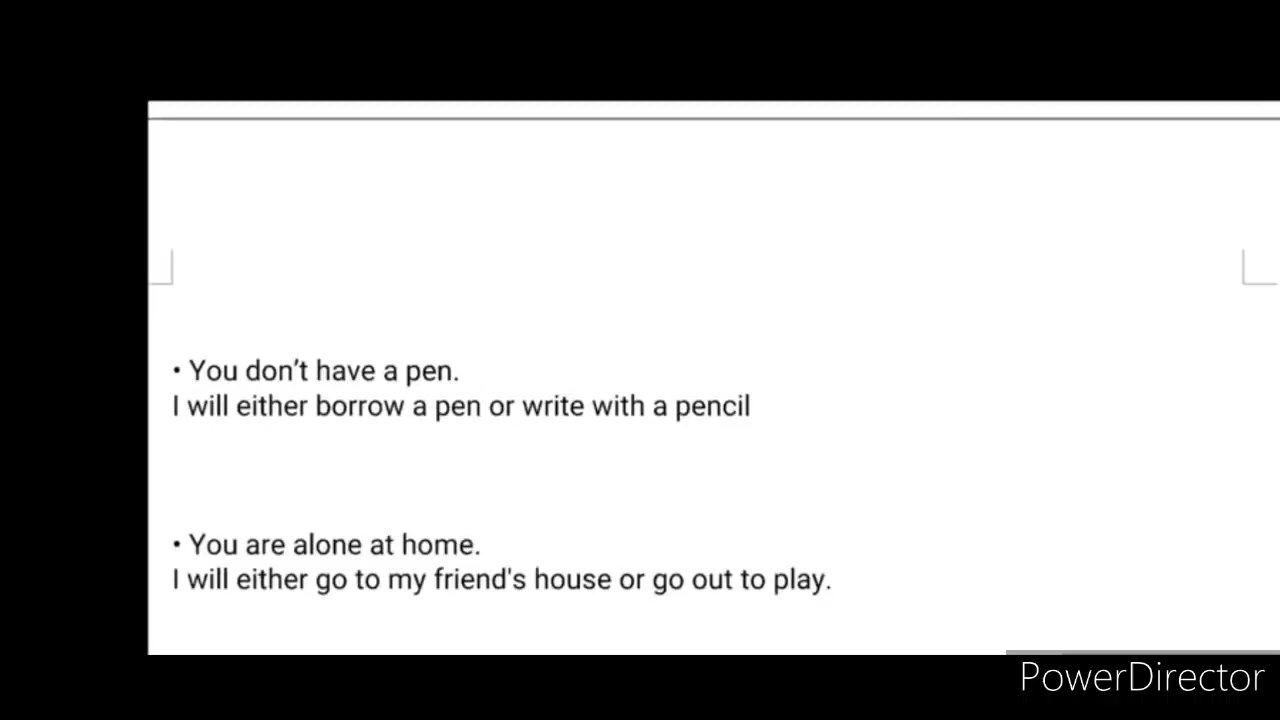 • You don’t have a pen.
I will either borrow a pen or write with a pencil
• You are alone at home.
I will either go to my friend's house or go out to play.
PowerDirector